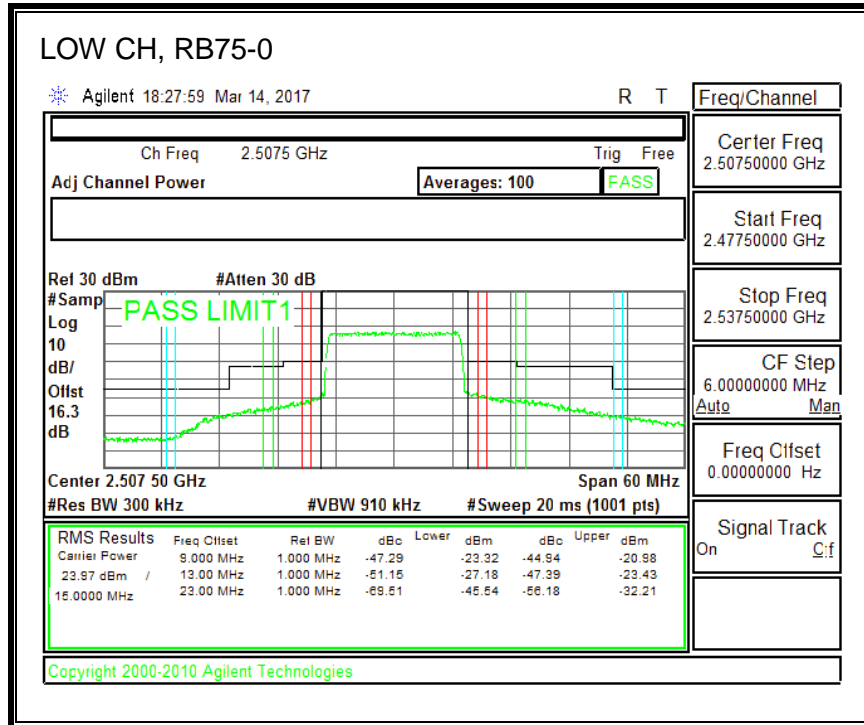 LOW CH, RB75-0
Agilent 18:27:59 Mar 14, 2017 R T
Freq/Channel
Ch Freq 2.5075 GHz Trig Free
Adj Channel Power Averages: 100 PASS
Center Freq
2.50750000 GHz
Start Freq
2.47750000 GHz
Stop Freq
2.53750000 GHz
CF Step
6.00000000 MHz
Auto Man
Freq Offset
0.00000000 Hz
Signal Track
On Off
Ref 30 dBm #Atten 30 dB
#Samp
Log
10
dB/
Offst
16.3
dB
PASS LIMIT1
Center 2.507 50 GHz Span 60 MHz
#Res BW 300 kHz #VBW 910 kHz #Sweep 20 ms (1001 pts)
RMS Results Freq Offset Ref BW dBc Lower dBm dBc Upper dBm
Carrier Power 9.000 MHz 1.000 MHz -47.29 -23.32 -44.94 -20.98
23.97 dBm / 13.00 MHz 1.000 MHz -51.15 -27.18 -47.39 -23.43
15.0000 MHz 23.00 MHz 1.000 MHz -69.51 -45.54 -56.18 -32.21
Copyright 2000-2010 Agilent Technologies